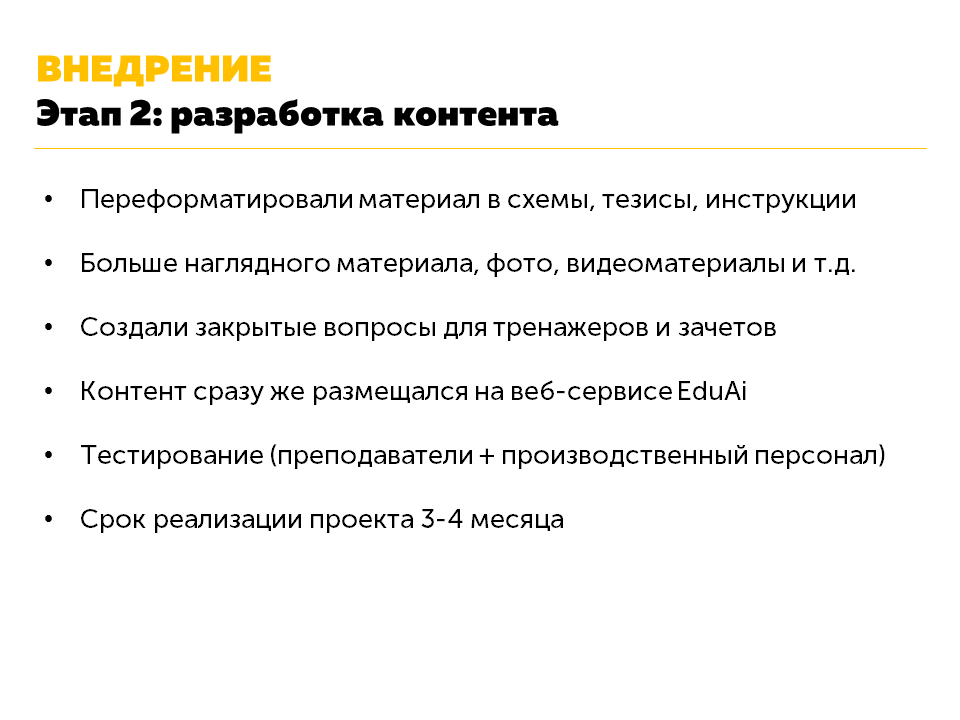 ВНЕДРЕНИЕ
Этап 2: разработка контента
• Переформатировали материал в схемы, тезисы, инструкции
• Больше наглядного материала, фото, видеоматериалы и т.д.
• Создали закрытые вопросы для тренажеров и зачетов
• Контент сразу же размещался на веб-сервисе EduAi
• Тестирование (преподаватели + производственный персонал)
• Срок реализации проекта 3-4 месяца